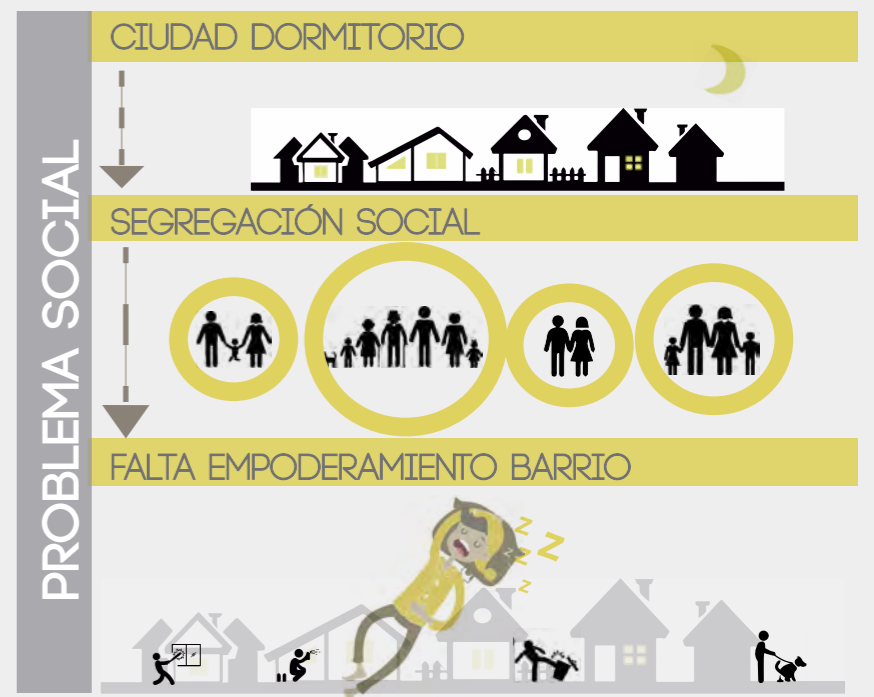 PROBLEMA SOCIAL
CIUDAD DORMITORIO
SEGREGACIÓN SOCIAL
FALTA EMPODERAMIENTO BARRIO
Z
Z
Z
Z
Z